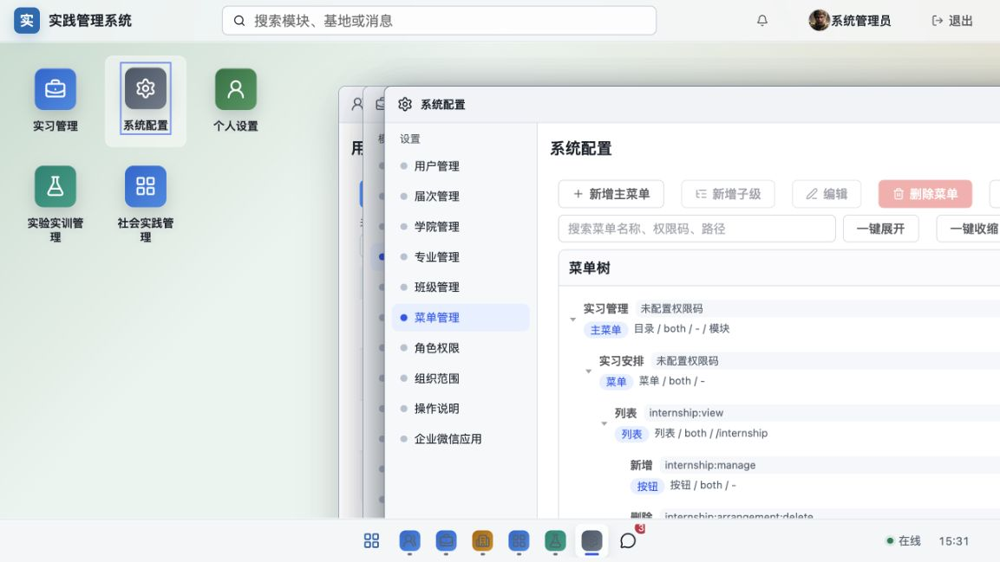 实 实践管理系统
搜索模块、基地或消息
系统管理员
退出
实习管理
系统配置
个人设置
实验实训管理
社会实践管理
用
系统配置
设置
用户管理
届次管理
学院管理
专业管理
班级管理
菜单管理
角色权限
组织范围
操作说明
企业微信应用
系统配置
新增主菜单 新增子级 编辑 删除菜单
搜索菜单名称、权限码、路径 一键展开 一键收缩
菜单树
实习管理 未配置权限码
主菜单 目录 / both / - / 模块
实习安排 未配置权限码
菜单 菜单 / both / -
列表 internship:view
列表 列表 / both / /internship
新增 internship:manage
按钮 按钮 / both / -
删除 internship:arrangement:delete
3
在线 15:31